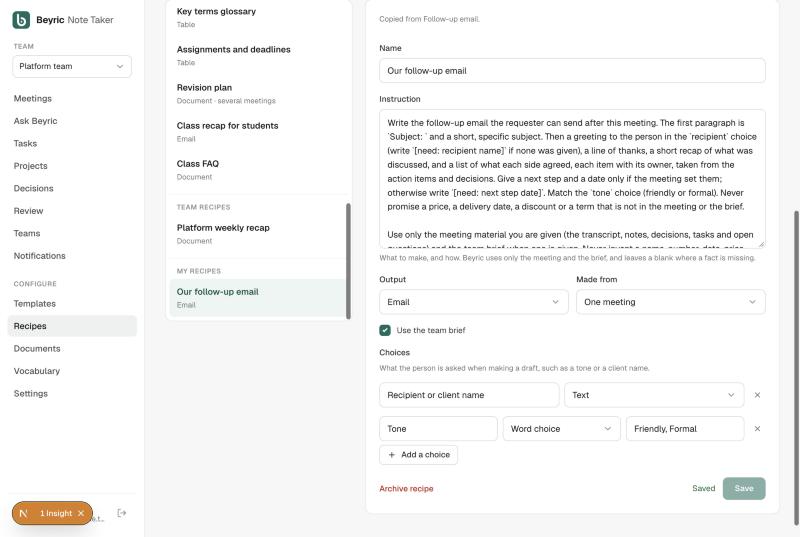 Beyric Note Taker
TEAM
Platform team
Meetings
Ask Beyric
Tasks
Projects
Decisions
Review
Teams
Notifications
CONFIGURE
Templates
Recipes
Documents
Vocabulary
Settings
N 1 Insight ×
Key terms glossary
Table
Assignments and deadlines
Table
Revision plan
Document · several meetings
Class recap for students
Email
Class FAQ
Document
TEAM RECIPES
Platform weekly recap
Document
MY RECIPES
Our follow-up email
Email
Copied from Follow-up email.
Name
Our follow-up email
Instruction
Write the follow-up email the requester can send after this meeting. The first paragraph is
`Subject: ` and a short, specific subject. Then a greeting to the person in the `recipient` choice
(write `[need: recipient name]` if none was given), a line of thanks, a short recap of what was
discussed, and a list of what each side agreed, each item with its owner, taken from the
action items and decisions. Give a next step and a date only if the meeting set them;
otherwise write `[need: next step date]`. Match the `tone` choice (friendly or formal). Never
promise a price, a delivery date, a discount or a term that is not in the meeting or the brief.
Use only the meeting material you are given (the transcript, notes, decisions, tasks and open
What to make, and how. Beyric uses only the meeting and the brief, and leaves a blank where a fact is missing.
Output
Made from
Email
One meeting
Use the team brief
Choices
What the person is asked when making a draft, such as a tone or a client name.
Recipient or client name
Text
×
Tone
Word choice
Friendly, Formal
×
+ Add a choice
Archive recipe
Saved
Save